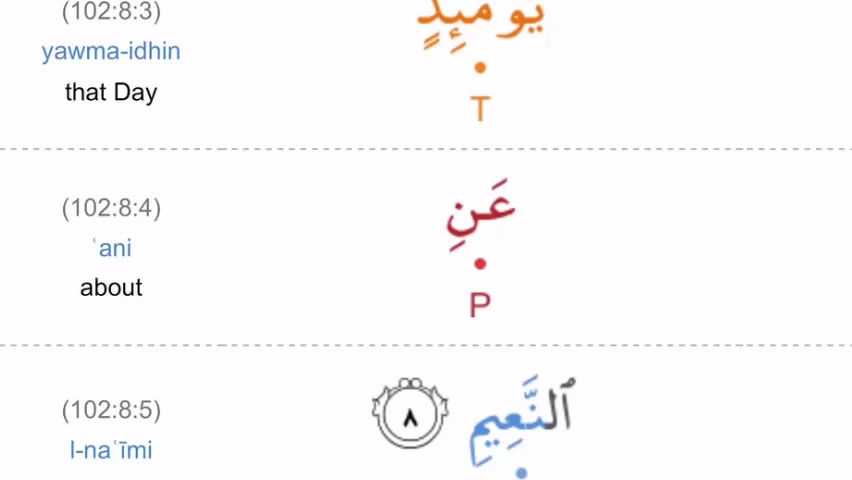 (102:8:3)
yawma-idhin
that Day
يَوْمَئِذٍ
T
(102:8:4)
ʿani
about
عَنِ
P
(102:8:5)
l-naʿīmi
ٱلنَّعِيمِ ٨